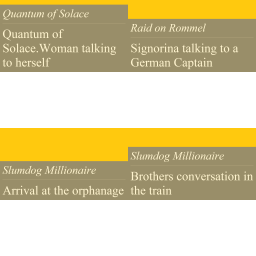 Quantum of Solace
Quantum of
Solace.Woman talking
to herself
Raid on Rommel
Signorina talking to a
German Captain
Slumdog Millionaire
Arrival at the orphanage
Slumdog Millionaire
Brothers conversation in
the train